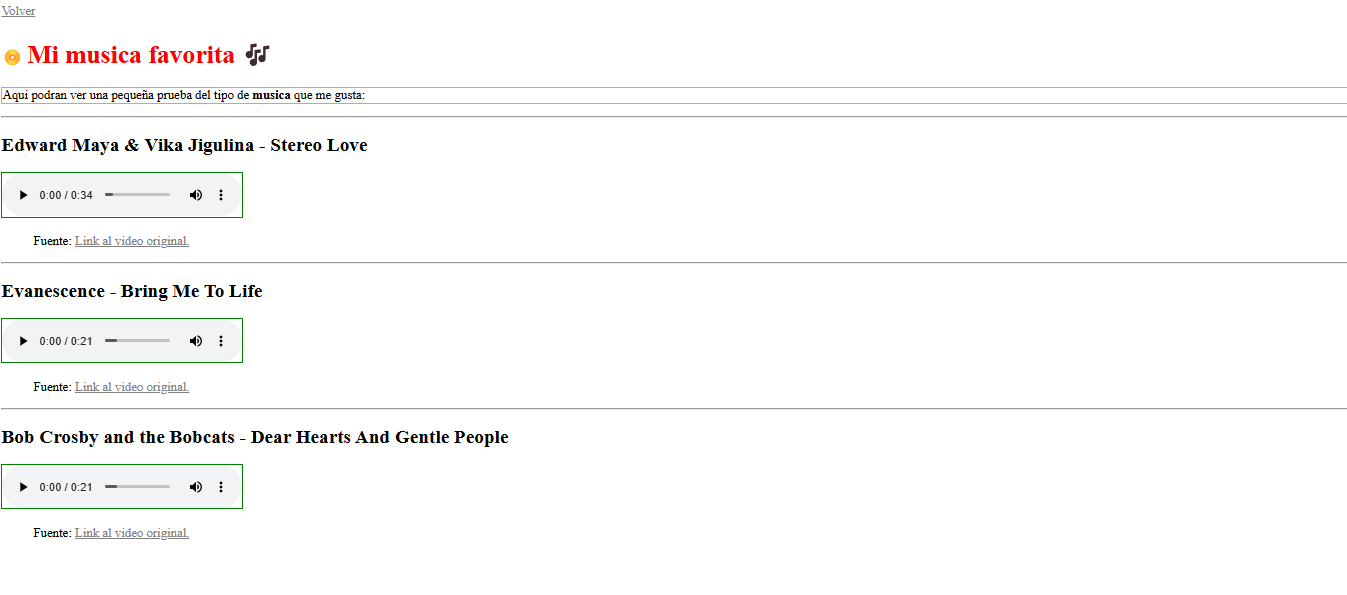 Volver
Mi musica favorita
Aqui podran ver una pequeña prueba del tipo de musica que me gusta:
Edward Maya & Vika Jigulina - Stereo Love
0:00 / 0:34
Fuente: Link al video original.
Evanescence - Bring Me To Life
0:00 / 0:21
Fuente: Link al video original.
Bob Crosby and the Bobcats - Dear Hearts And Gentle People
0:00 / 0:21
Fuente: Link al video original.